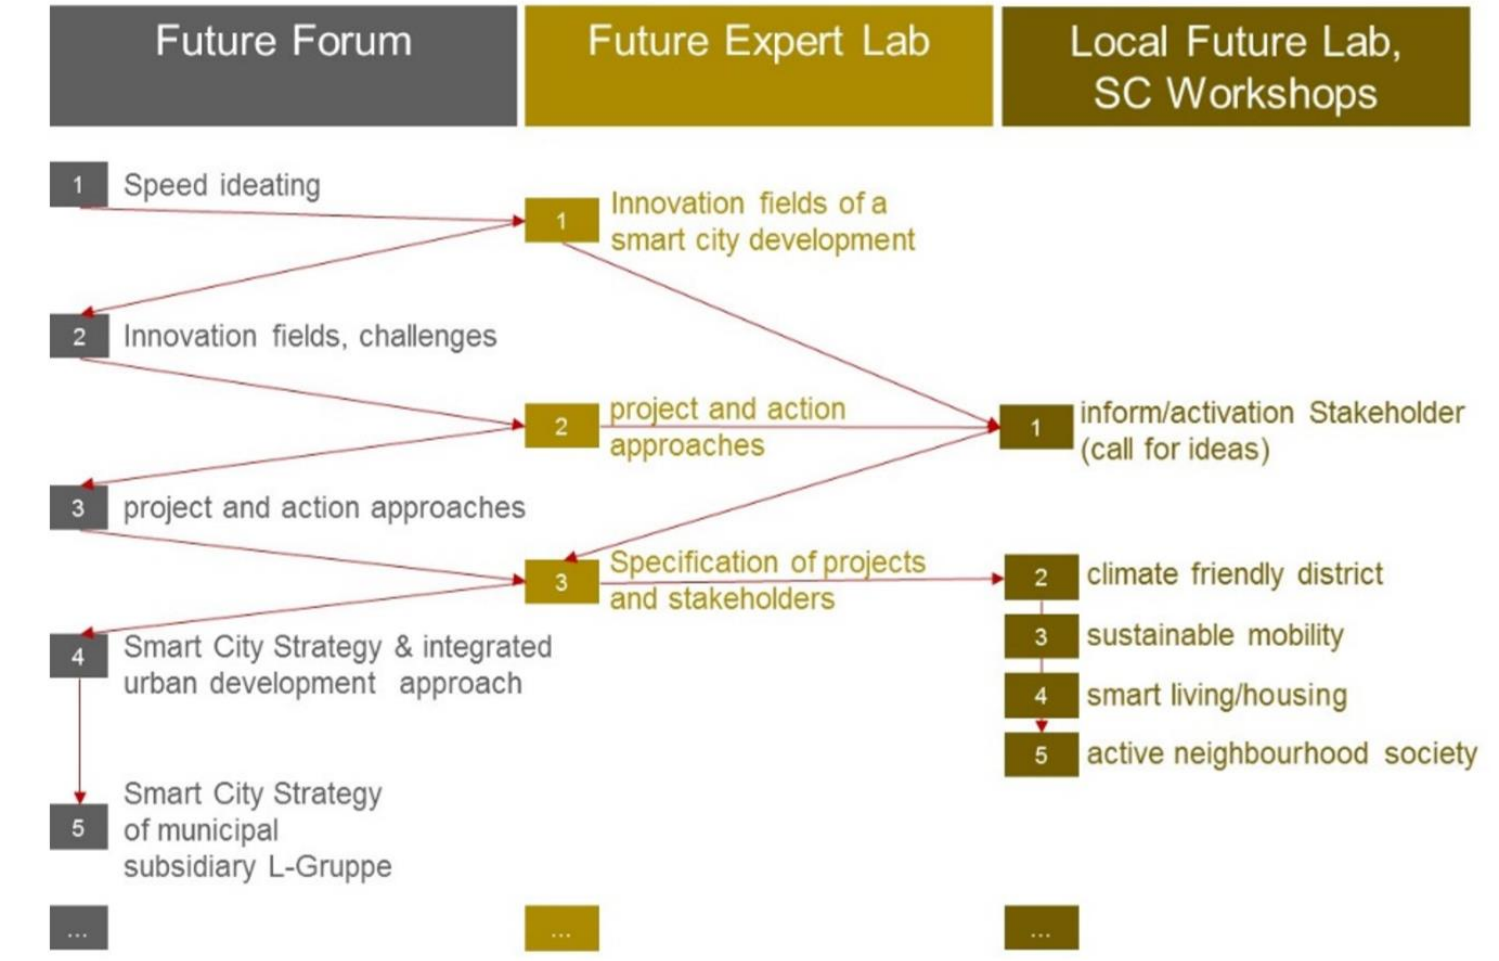 Future Forum
Future Expert Lab
Local Future Lab,
SC Workshops
1 Speed ideating
2 Innovation fields, challenges
3 project and action approaches
4 Smart City Strategy & integrated
urban development approach
5 Smart City Strategy
of municipal
subsidiary L-Gruppe
...
1 Innovation fields of a
smart city development
2 project and action
approaches
3 Specification of projects
and stakeholders
...
1 inform/activation Stakeholder
(call for ideas)
2 climate friendly district
3 sustainable mobility
4 smart living/housing
5 active neighbourhood society
...